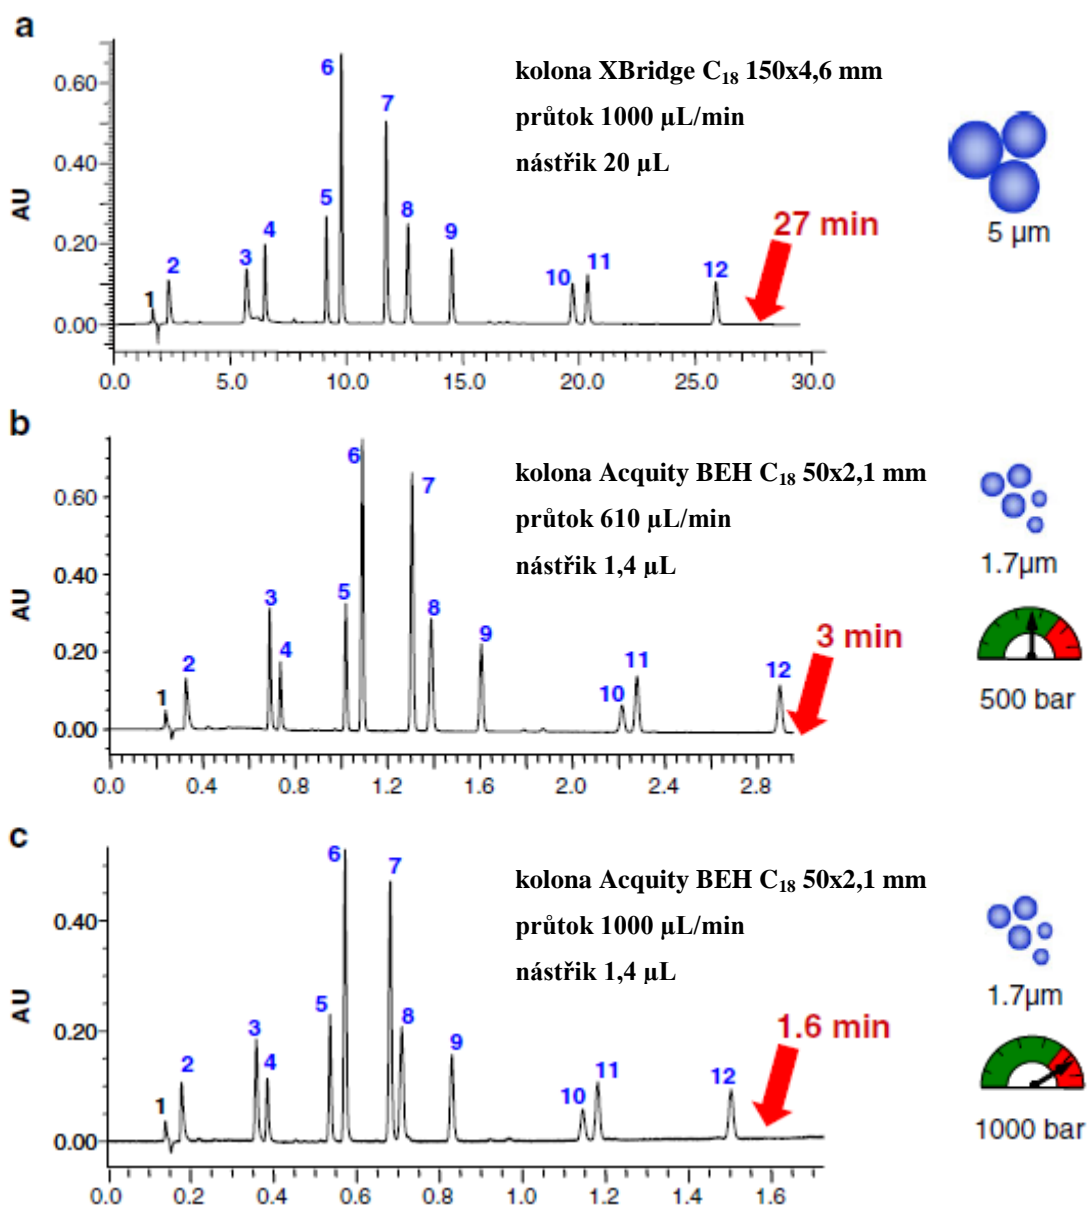 a
kolona XBridge C₁₈ 150x4,6 mm
průtok 1000 µL/min
nástřik 20 µL
5 µm
27 min
AU
0.60
0.40
0.20
0.00
1 2 3 4 5 6 7 8 9 10 11 12
0.0 5.0 10.0 15.0 20.0 25.0 30.0
b
kolona Acquity BEH C₁₈ 50x2,1 mm
průtok 610 µL/min
nástřik 1,4 µL
1.7µm
3 min
500 bar
AU
0.60
0.40
0.20
0.00
1 2 3 4 5 6 7 8 9 10 11 12
0.0 0.4 0.8 1.2 1.6 2.0 2.4 2.8
c
kolona Acquity BEH C₁₈ 50x2,1 mm
průtok 1000 µL/min
nástřik 1,4 µL
1.7µm
1.6 min
1000 bar
AU
0.40
0.20
0.00
1 2 3 4 5 6 7 8 9 10 11 12
0.0 0.2 0.4 0.6 0.8 1.0 1.2 1.4 1.6